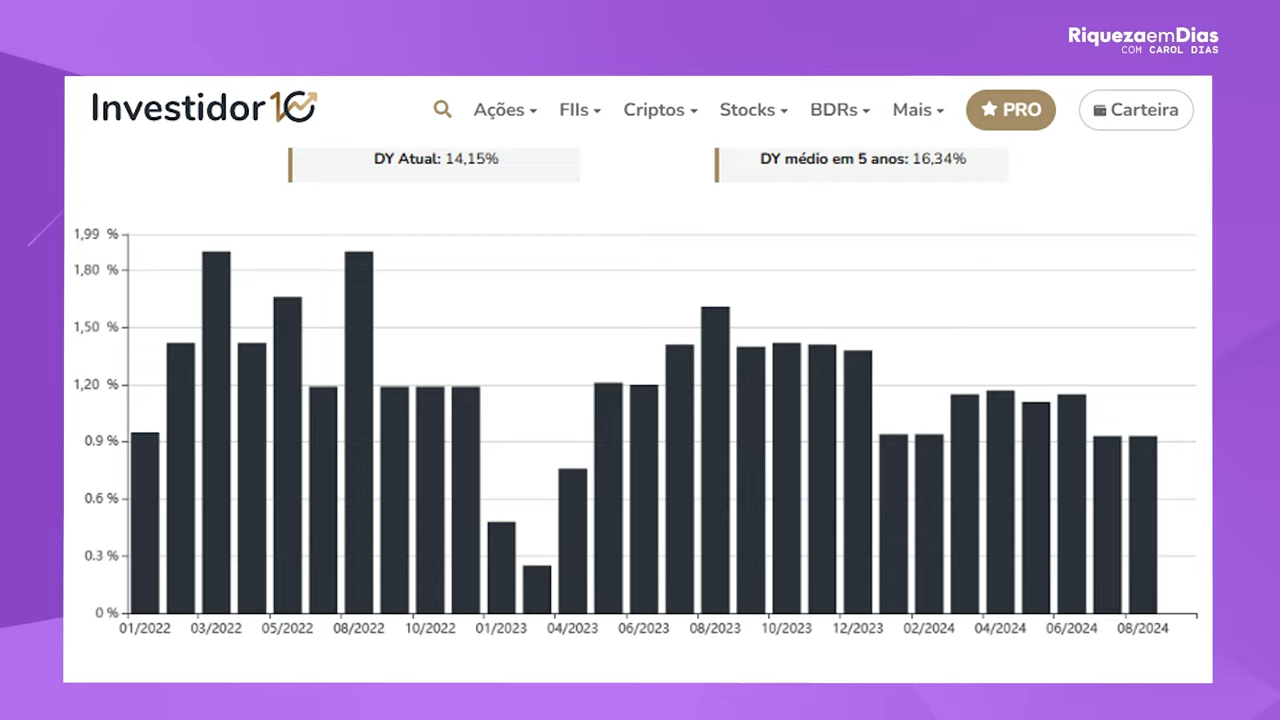 RiquezaemDias
COM CAROL DIAS
Investidor 10
Ações
FIIs
Criptos
Stocks
BDRs
Mais
PRO
Carteira
DY Atual: 14,15%
DY médio em 5 anos: 16,34%
1,99 %
1,80 %
1,50 %
1,20 %
0.9 %
0.6 %
0.3 %
0 %
01/2022
03/2022
05/2022
08/2022
10/2022
01/2023
04/2023
06/2023
08/2023
10/2023
12/2023
02/2024
04/2024
06/2024
08/2024